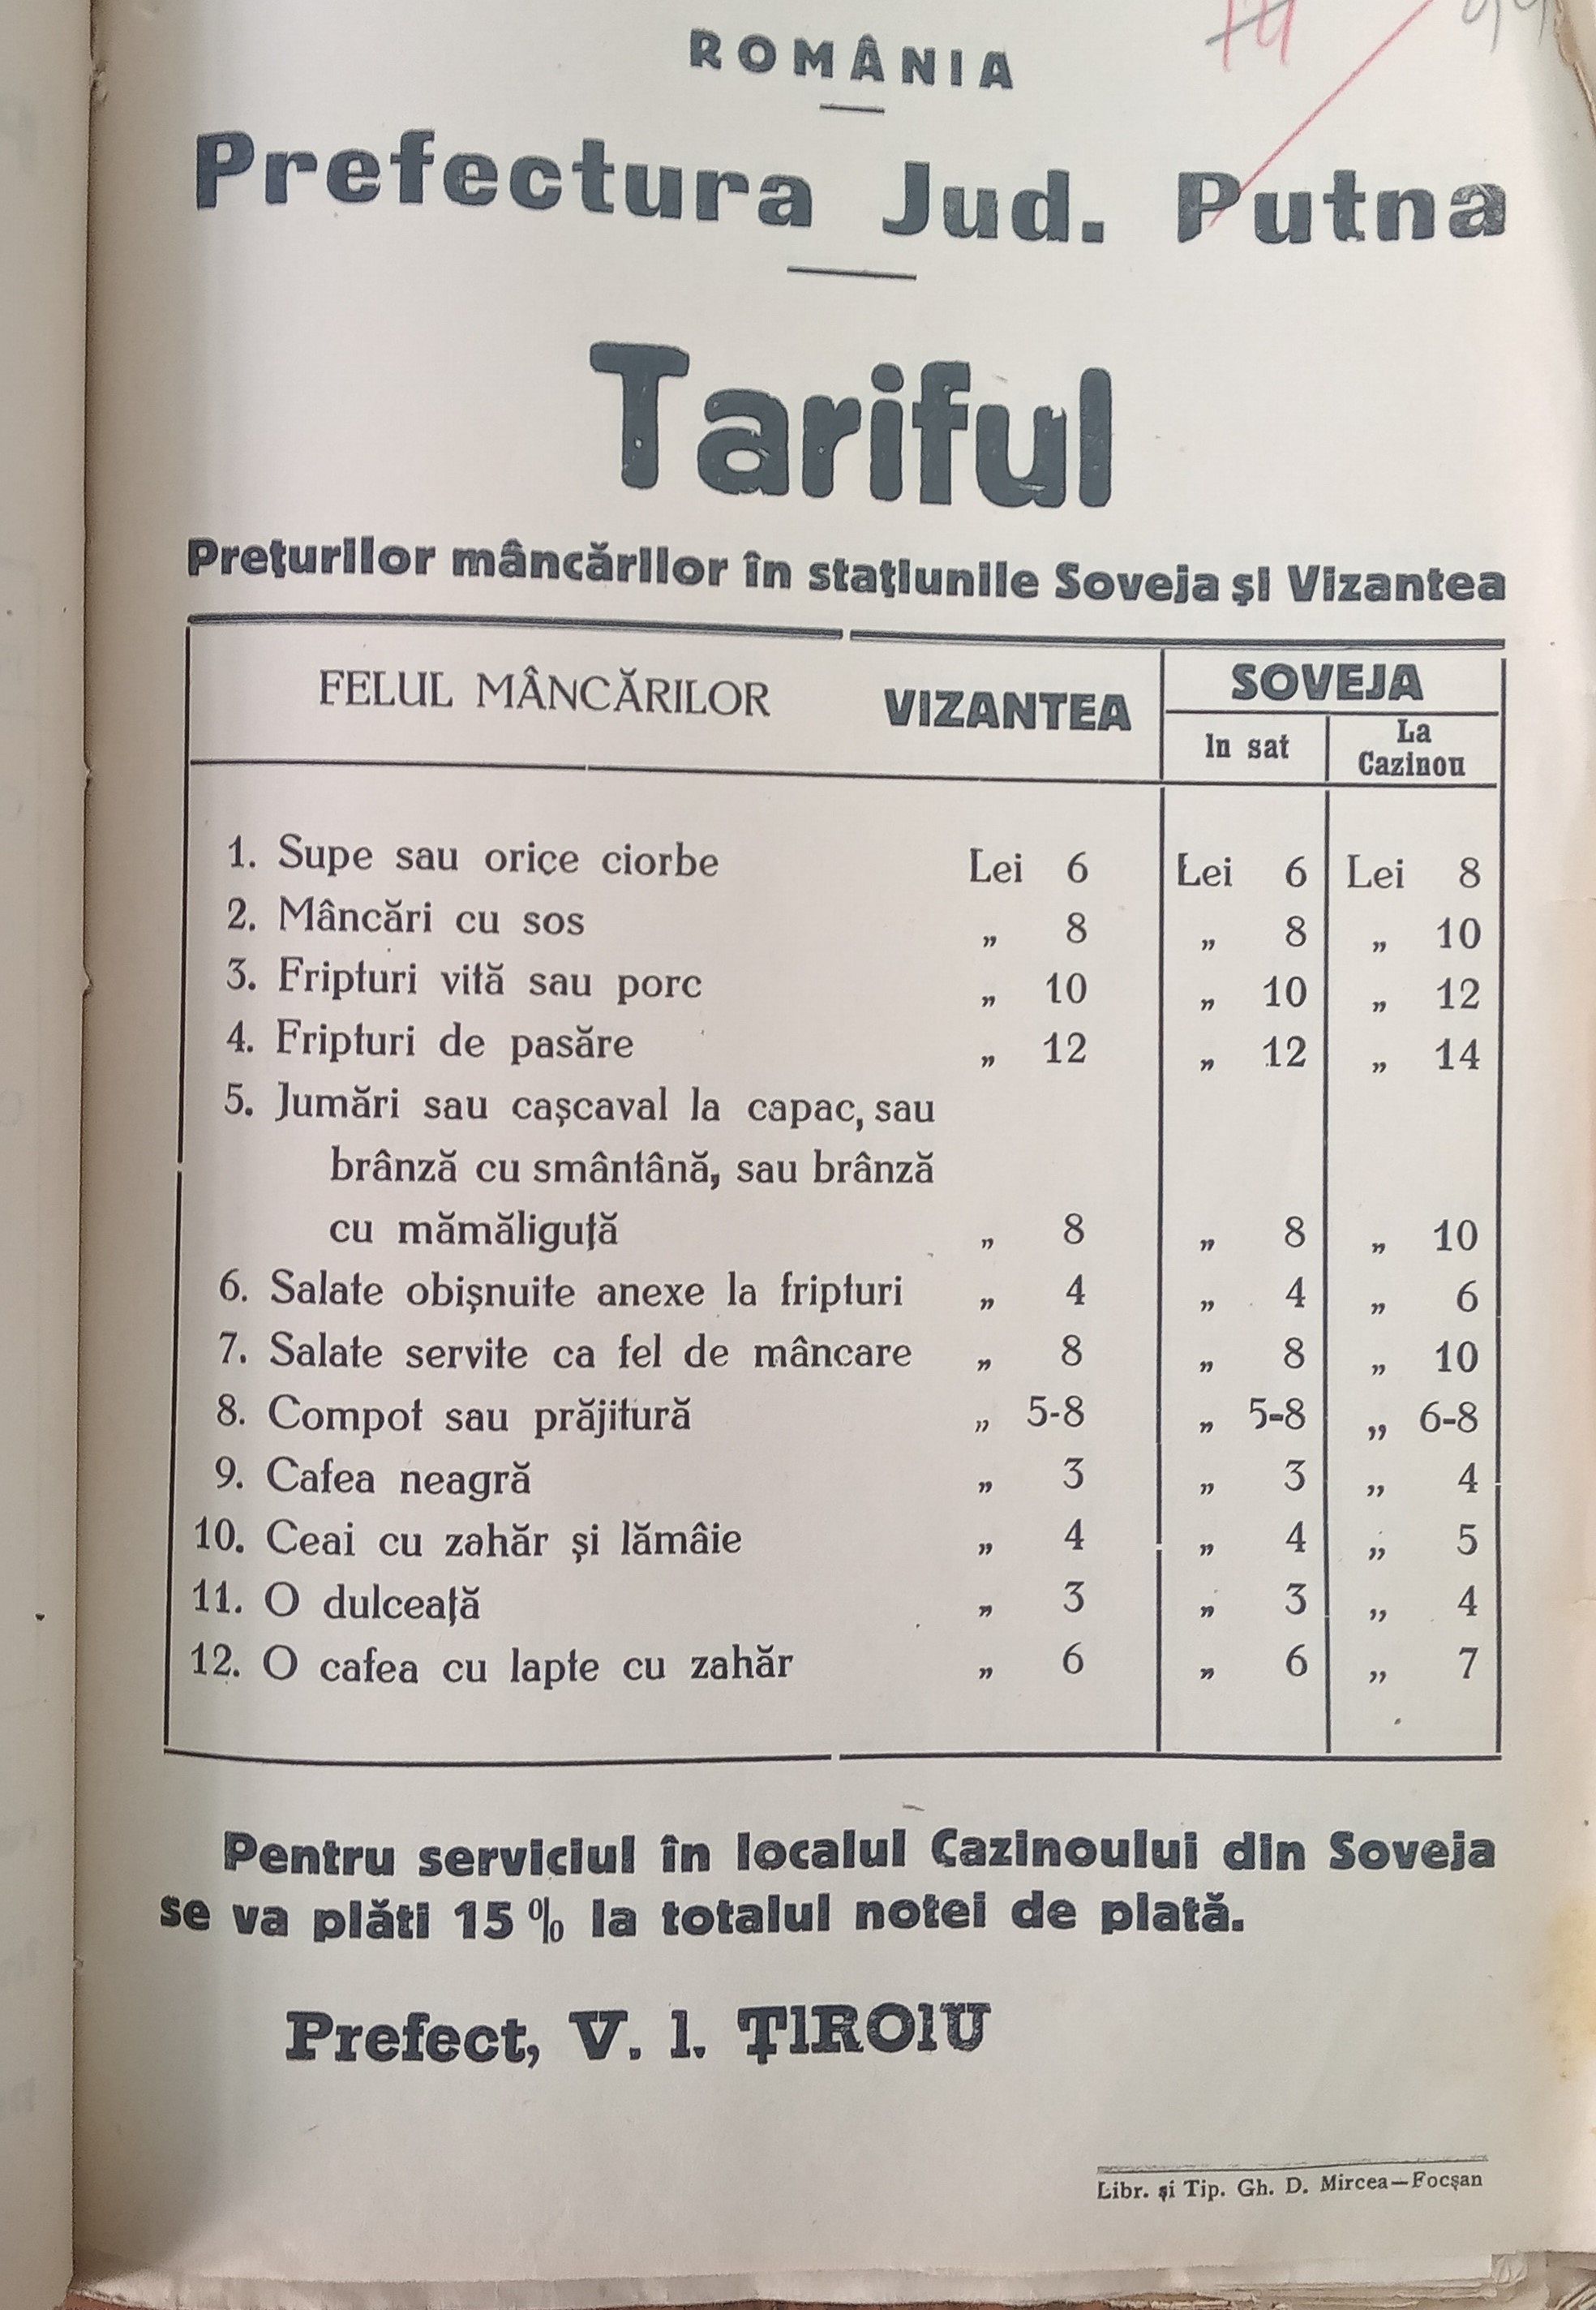 ROMÂNIA
Prefectura Jud. Putna
Tariful
Preţurilor mâncărilor în staţiunile Soveja şi Vizantea
FELUL MÂNCĂRILOR VIZANTEA SOVEJA
In sat La Cazinou
1. Supe sau orice ciorbe Lei 6 Lei 6 Lei 8
2. Mâncări cu sos „ 8 „ 8 „ 10
3. Fripturi vită sau porc „ 10 „ 10 „ 12
4. Fripturi de pasăre „ 12 „ 12 „ 14
5. Jumări sau caşcaval la capac, sau
brânză cu smântână, sau brânză
cu mămăliguţă „ 8 „ 8 „ 10
6. Salate obişnuite anexe la fripturi „ 4 „ 4 „ 6
7. Salate servite ca fel de mâncare „ 8 „ 8 „ 10
8. Compot sau prăjitură „ 5-8 „ 5-8 „ 6-8
9. Cafea neagră „ 3 „ 3 „ 4
10. Ceai cu zahăr şi lămâie „ 4 „ 4 „ 5
11. O dulceaţă „ 3 „ 3 „ 4
12. O cafea cu lapte cu zahăr „ 6 „ 6 „ 7
Pentru serviciul în localul Cazinoului din Soveja
se va plăti 15% la totalul notei de plată.
Prefect, V. I. ŢIROIU
Libr. şi Tip. Gh. D. Mircea—Focşan